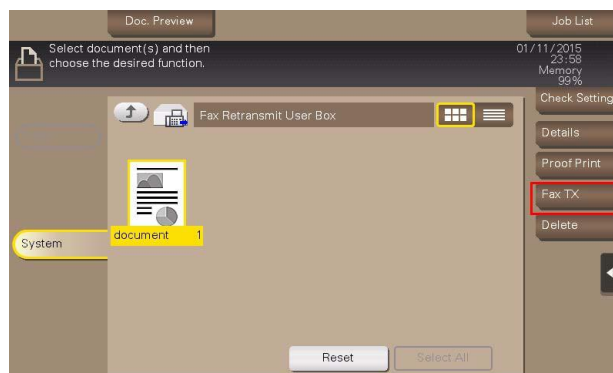 Doc. Preview
Job List
Select document(s) and then
choose the desired function.
01/11/2015
23:58
Memory
99%
Check Setting
Fax Retransmit User Box
Details
Proof Print
Fax TX
Delete
document 1
System
Reset
Select All